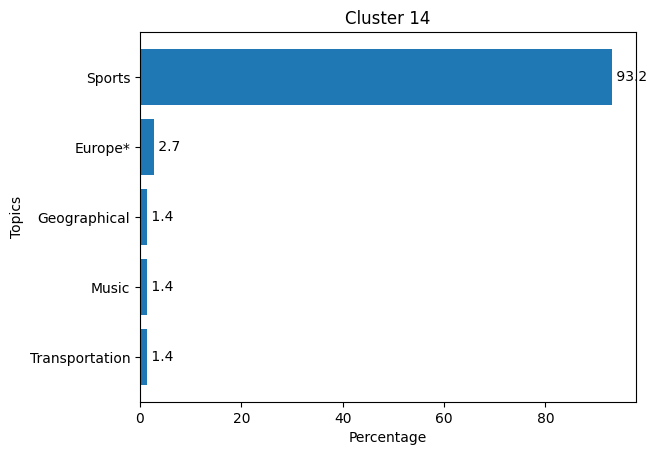 Cluster 14
Topics
Sports
93.2
Europe*
2.7
Geographical
1.4
Music
1.4
Transportation
1.4
0 20 40 60 80
Percentage